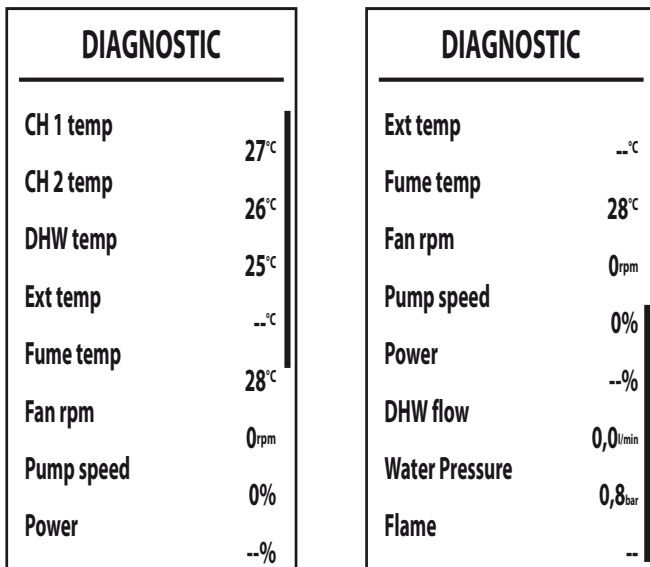 DIAGNOSTIC
CH 1 temp
27°C
CH 2 temp
26°C
DHW temp
25°C
Ext temp
--°C
Fume temp
28°C
Fan rpm
0rpm
Pump speed
0%
Power
--%
DIAGNOSTIC
Ext temp
--°C
Fume temp
28°C
Fan rpm
0rpm
Pump speed
0%
Power
--%
DHW flow
0,0l/min
Water Pressure
0,8bar
Flame
--